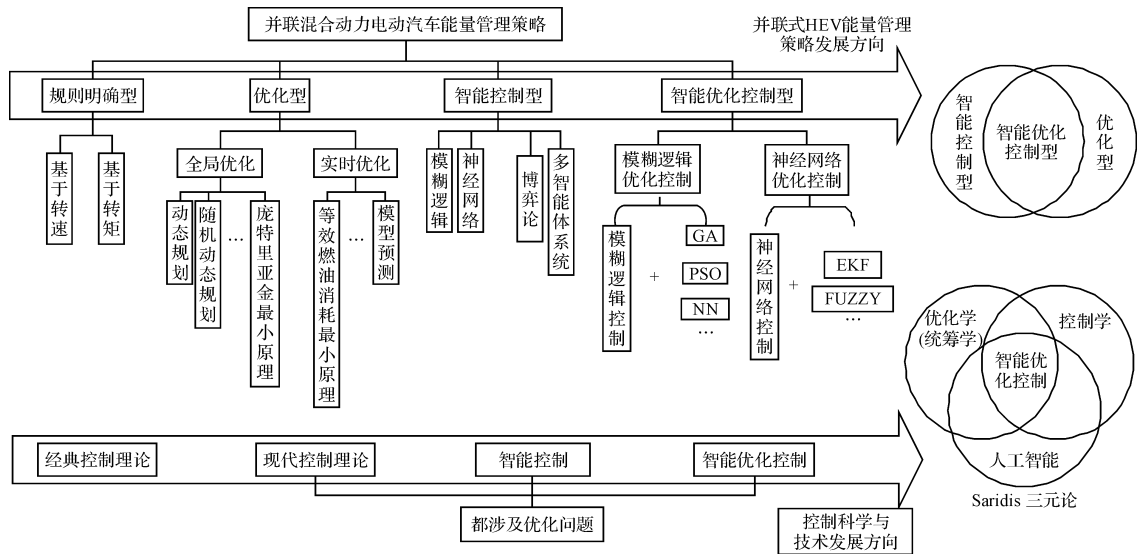 并联混合动力电动汽车能量管理策略
并联式HEV能量管理
策略发展方向
规则明确型
优化型
智能控制型
智能优化控制型
基于转速
基于转矩
全局优化
实时优化
动态规划
随机动态规划
…
庞特里亚金最小原理
等效燃油消耗最小原理
…
模型预测
模糊逻辑
神经网络
博弈论
多智能体系统
模糊逻辑
优化控制
神经网络
优化控制
模糊逻辑控制
+
GA
PSO
NN
…
神经网络控制
+
EKF
FUZZY
…
智能控制型
智能优化
控制型
优化型
优化学
(统筹学)
控制学
智能优
化控制
人工智能
Saridis 三元论
经典控制理论
现代控制理论
智能控制
智能优化控制
都涉及优化问题
控制科学与
技术发展方向